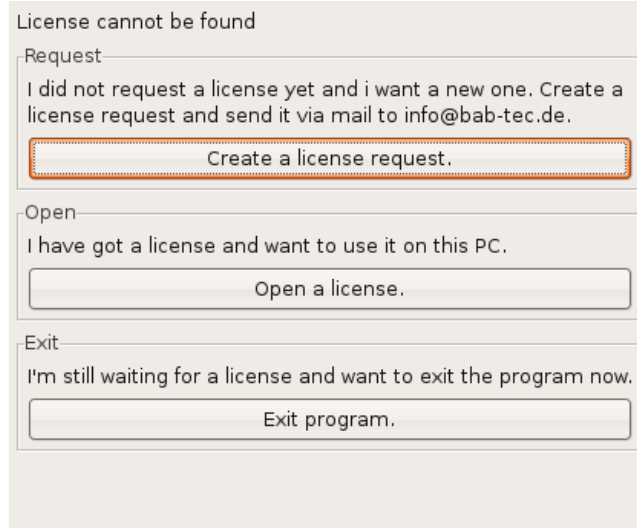 License cannot be found
Request
I did not request a license yet and i want a new one. Create a
license request and send it via mail to info@bab-tec.de.
Create a license request.
Open
I have got a license and want to use it on this PC.
Open a license.
Exit
I'm still waiting for a license and want to exit the program now.
Exit program.